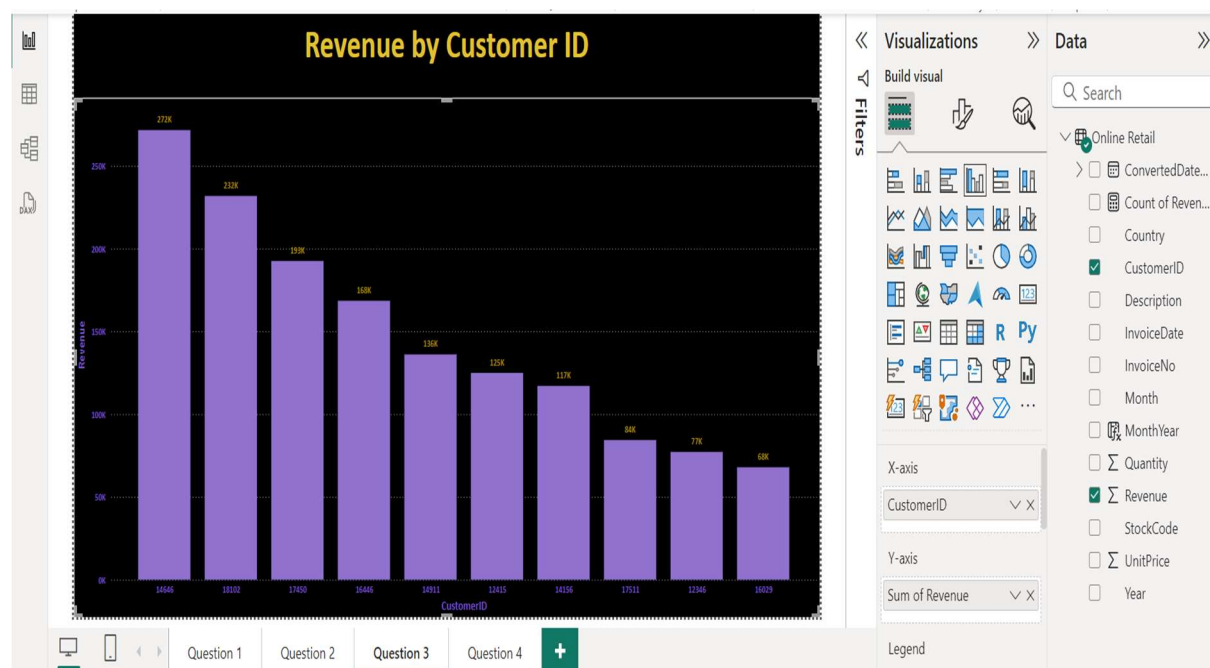 Revenue by Customer ID
272K
232K
193K
168K
136K
125K
117K
84K
77K
68K
250K
200K
150K
100K
50K
0K
Revenue
14646 18102 17450 16446 14911 12415 14156 17511 12346 16029
CustomerID
DAX
Question 1 Question 2 Question 3 Question 4 +
Filters
Visualizations
Build visual
123
R Py
123
X-axis
CustomerID
Y-axis
Sum of Revenue
Legend
Data
Search
Online Retail
ConvertedDate...
Count of Reven...
Country
CustomerID
Description
InvoiceDate
InvoiceNo
Month
MonthYear
Quantity
Revenue
StockCode
UnitPrice
Year